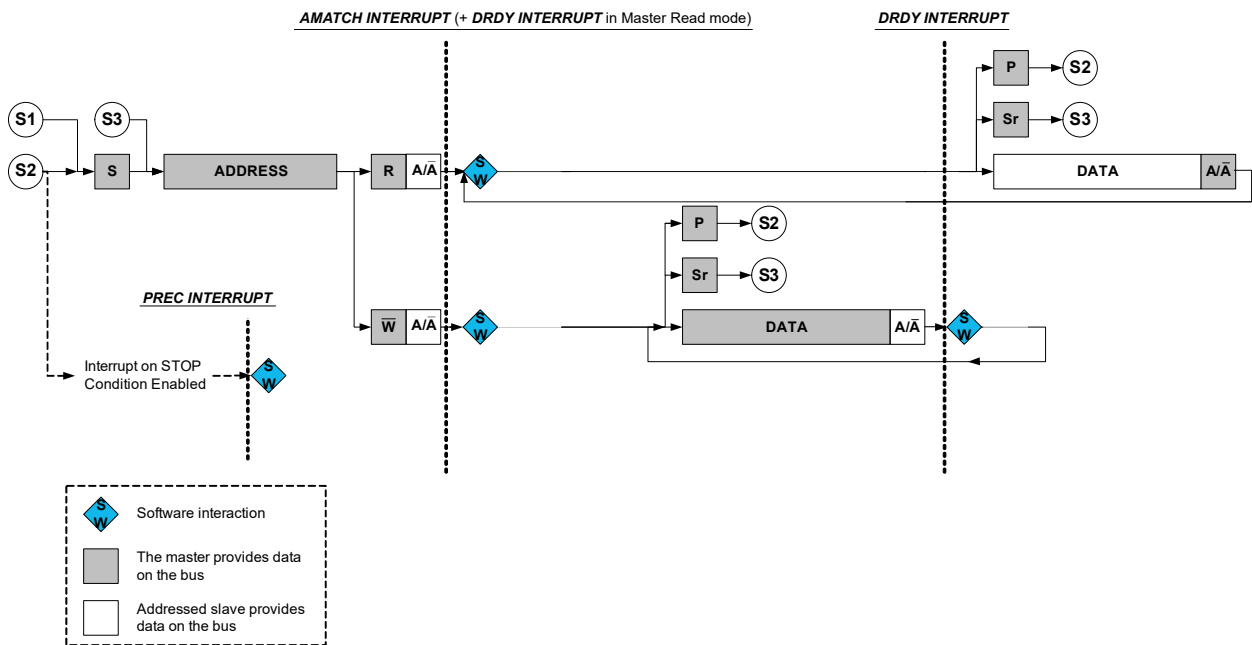 AMATCH INTERRUPT (+ DRDY INTERRUPT in Master Read mode)
DRDY INTERRUPT
P
S2
S1
S3
Sr
S3
S2
S
ADDRESS
R
A/A̅
S
W
DATA
A/A̅
P
S2
Sr
S3
PREC INTERRUPT
W̅
A/A̅
S
W
DATA
A/A̅
S
W
Interrupt on STOP
Condition Enabled
S
W
S
W
Software interaction
The master provides data
on the bus
Addressed slave provides
data on the bus